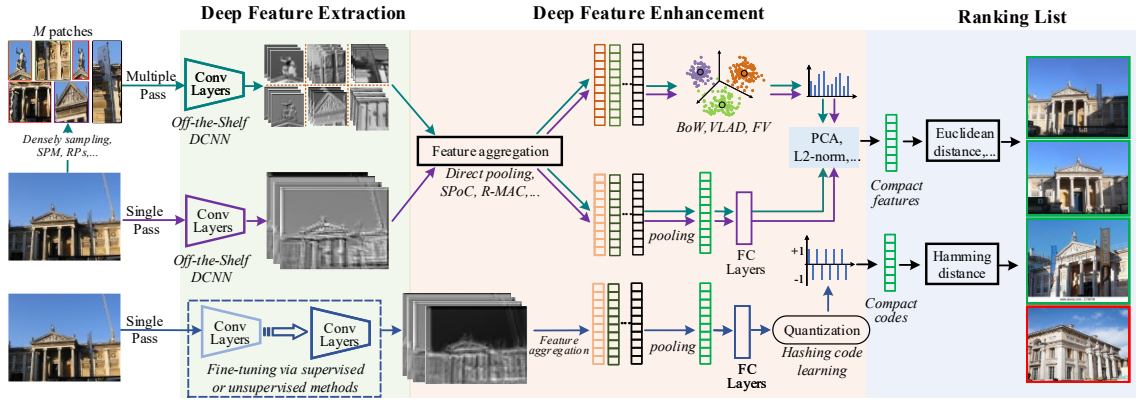 Deep Feature Extraction
Deep Feature Enhancement
Ranking List
M patches
Multiple
Pass
Conv
Layers
Off-the-Shelf
DCNN
Densely sampling,
SPM, RPs,...
Single
Pass
Conv
Layers
Off-the-Shelf
DCNN
Feature aggregation
Direct pooling,
SPoC, R-MAC,...
BoW, VLAD, FV
PCA,
L2-norm,...
pooling
FC
Layers
Compact
features
Euclidean
distance,...
+1
-1
Compact
codes
Hamming
distance
Single
Pass
Conv
Layers
Conv
Layers
Fine-tuning via supervised
or unsupervised methods
Feature
aggregation
pooling
FC
Layers
Quantization
Hashing code
learning